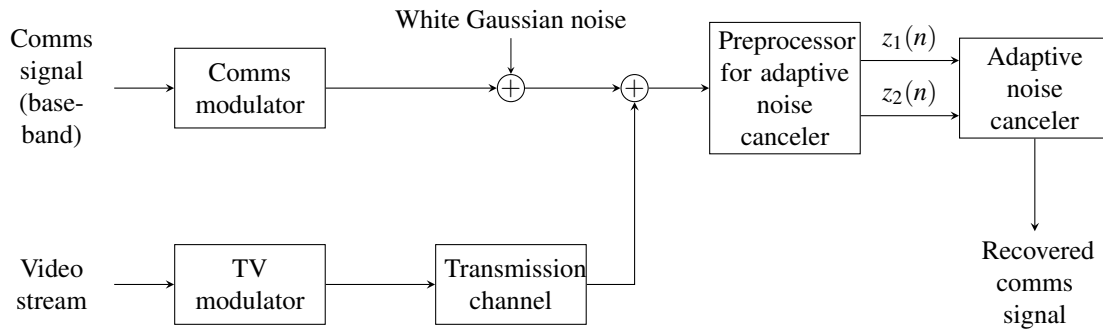 White Gaussian noise
Comms
signal
(base-
band)
Comms
modulator
+
+
Preprocessor
for adaptive
noise
canceler
z₁(n)
z₂(n)
Adaptive
noise
canceler
Video
stream
TV
modulator
Transmission
channel
Recovered
comms
signal